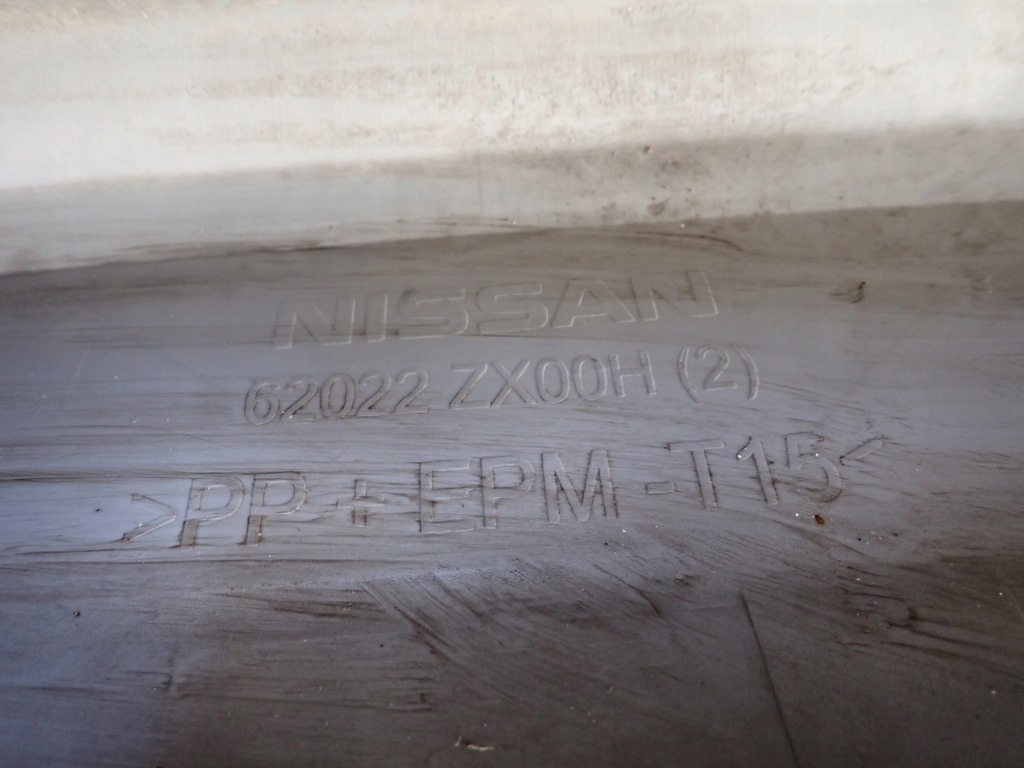 NISSAN
62022 ZX00H (2)
>PP+EPM-T15<